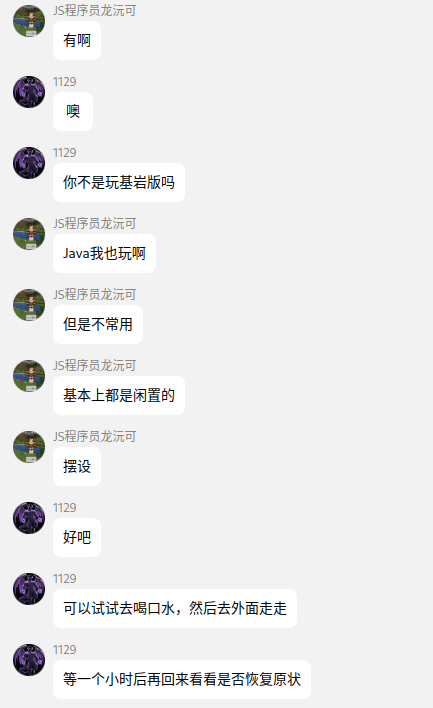 JS程序员龙沅可
有啊
1129
噢
1129
你不是玩基岩版吗
JS程序员龙沅可
Java我也玩啊
JS程序员龙沅可
但是不常用
JS程序员龙沅可
基本上都是闲置的
JS程序员龙沅可
摆设
1129
好吧
1129
可以试试去喝口水，然后去外面走走
1129
等一个小时后再回来看看是否恢复原状